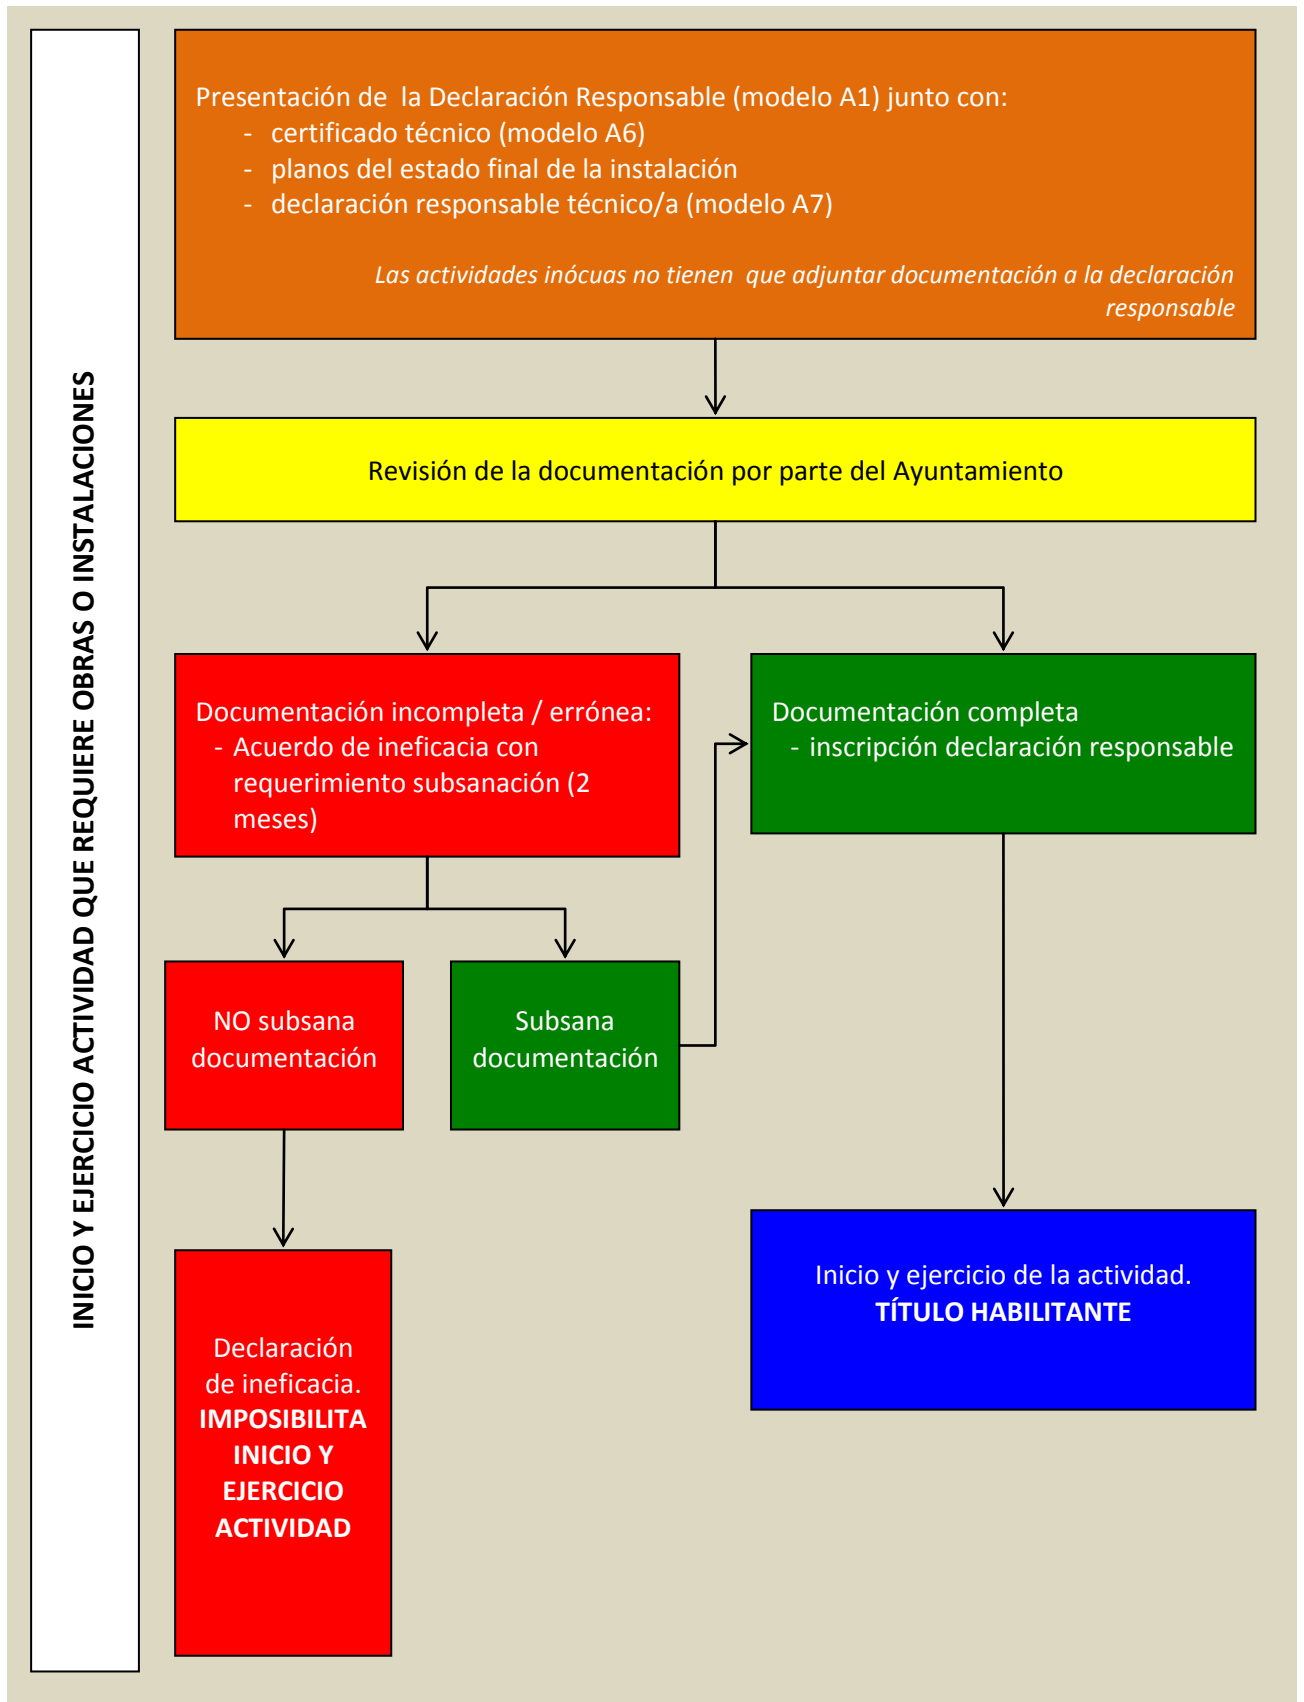 INICIO Y EJERCICIO ACTIVIDAD QUE REQUIERE OBRAS O INSTALACIONES
Presentación de  la Declaración Responsable (modelo A1) junto con:
- certificado técnico (modelo A6)
- planos del estado final de la instalación
- declaración responsable técnico/a (modelo A7)
Las actividades inócuas no tienen  que adjuntar documentación a la declaración
responsable
Revisión de la documentación por parte del Ayuntamiento
Documentación incompleta / errónea:
- Acuerdo de ineficacia con
requerimiento subsanación (2
meses)
Documentación completa
- inscripción declaración responsable
NO subsana
documentación
Subsana
documentación
Inicio y ejercicio de la actividad.
TÍTULO HABILITANTE
Declaración
de ineficacia.
IMPOSIBILITA
INICIO Y
EJERCICIO
ACTIVIDAD